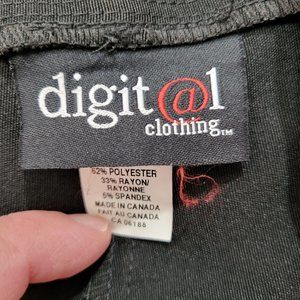 digit@l
clothing™
62% POLYESTER
33% RAYON/
RAYONNE
5% SPANDEX
MADE IN CANADA
FAIT AU CANADA
CA 06188